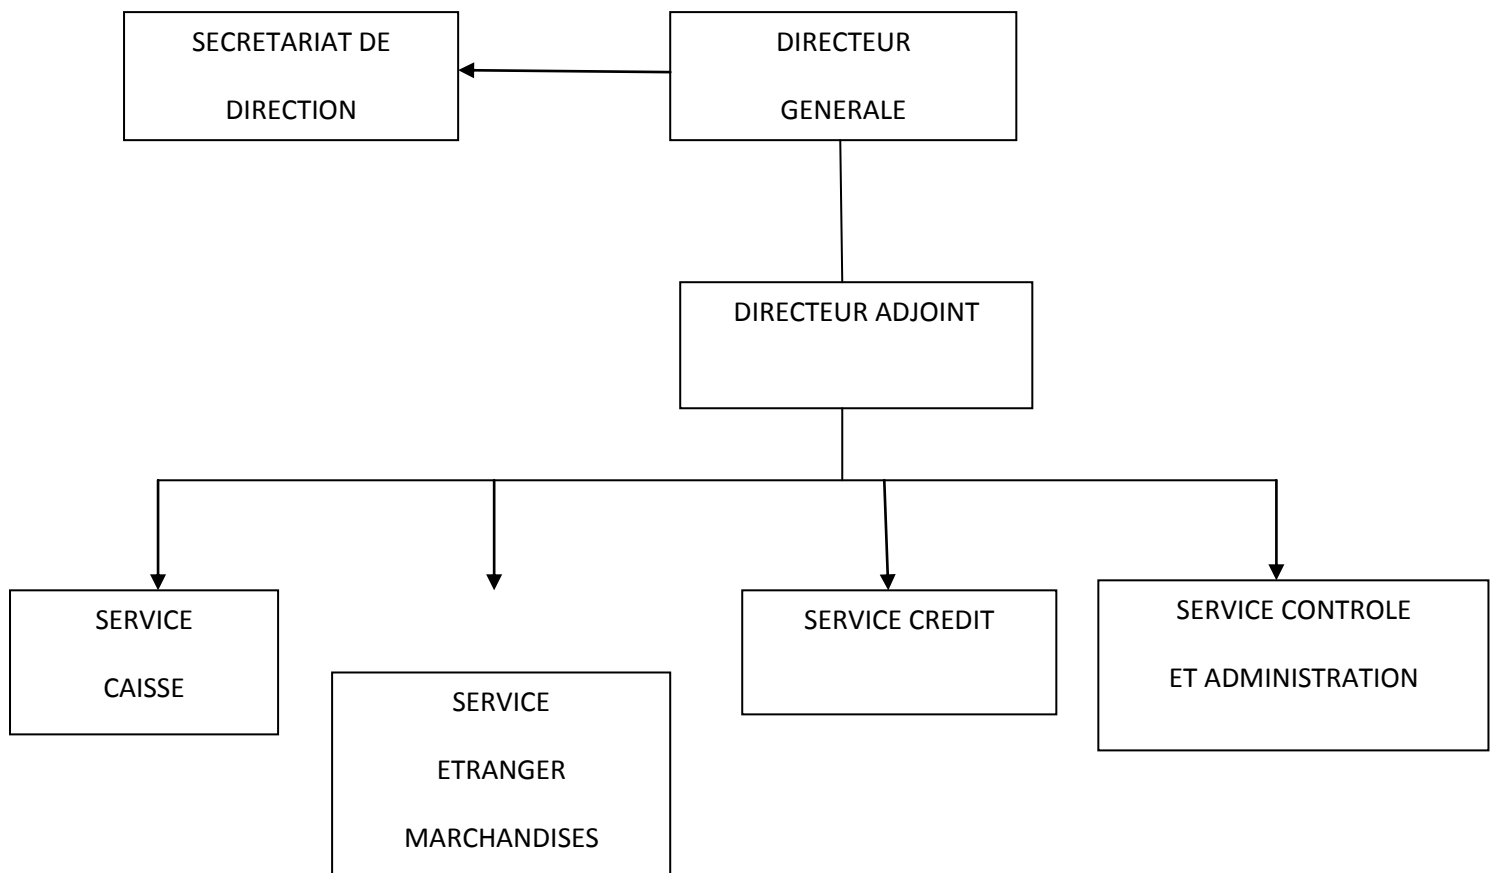 SECRETARIAT DE
DIRECTION
DIRECTEUR
GENERALE
DIRECTEUR ADJOINT
SERVICE
CAISSE
SERVICE
ETRANGER
MARCHANDISES
SERVICE CREDIT
SERVICE CONTROLE
ET ADMINISTRATION